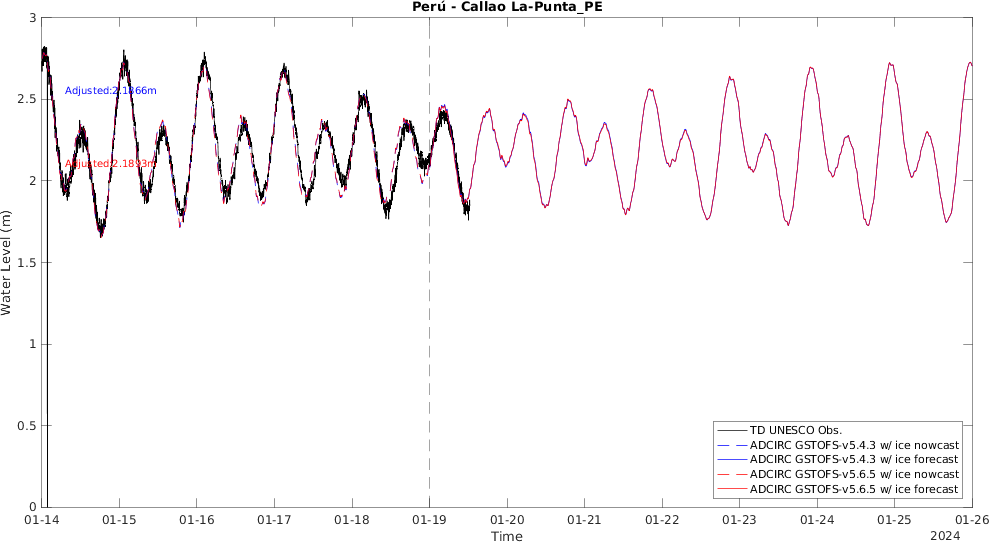 Perú - Callao La-Punta_PE
3
2.5
2
1.5
1
0.5
0
Water Level (m)
Adjusted:2.1866m
Adjusted:2.1893m
TD UNESCO Obs.
ADCIRC GSTOFS-v5.4.3 w/ ice nowcast
ADCIRC GSTOFS-v5.4.3 w/ ice forecast
ADCIRC GSTOFS-v5.6.5 w/ ice nowcast
ADCIRC GSTOFS-v5.6.5 w/ ice forecast
01-14 01-15 01-16 01-17 01-18 01-19 01-20 01-21 01-22 01-23 01-24 01-25 01-26
Time
2024